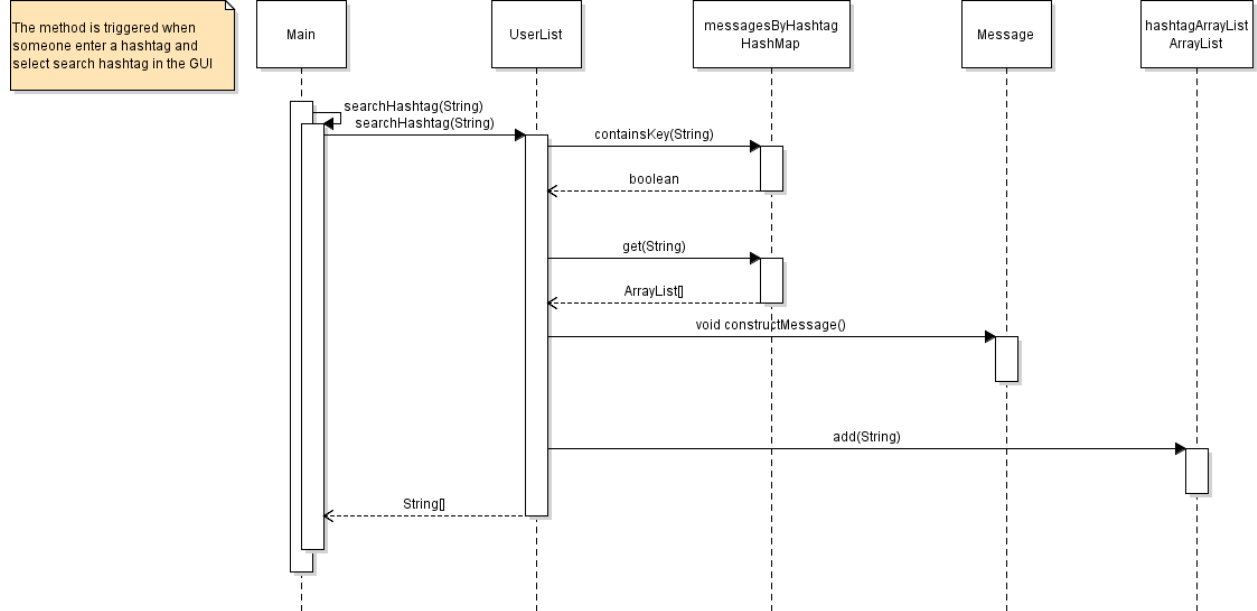 The method is triggered when
someone enter a hashtag and
select search hashtag in the GUI
Main
UserList
messagesByHashtag
HashMap
Message
hashtagArrayList
ArrayList
searchHashtag(String)
searchHashtag(String)
containsKey(String)
boolean
get(String)
ArrayList[]
void constructMessage()
add(String)
String[]